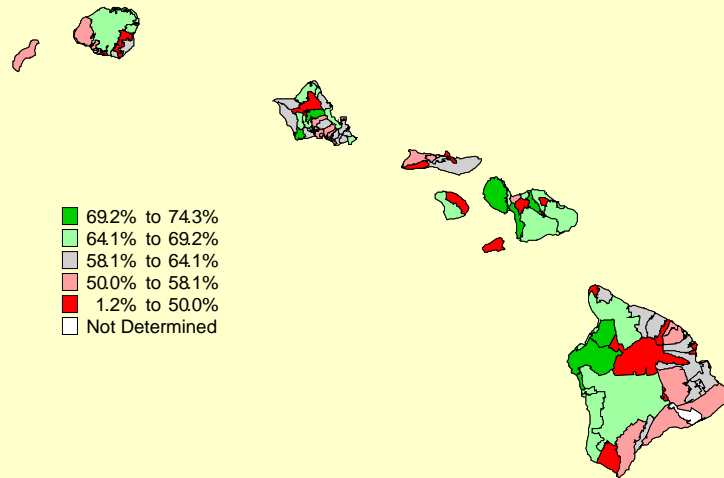 69.2% to 74.3%
64.1% to 69.2%
58.1% to 64.1%
50.0% to 58.1%
1.2% to 50.0%
Not Determined